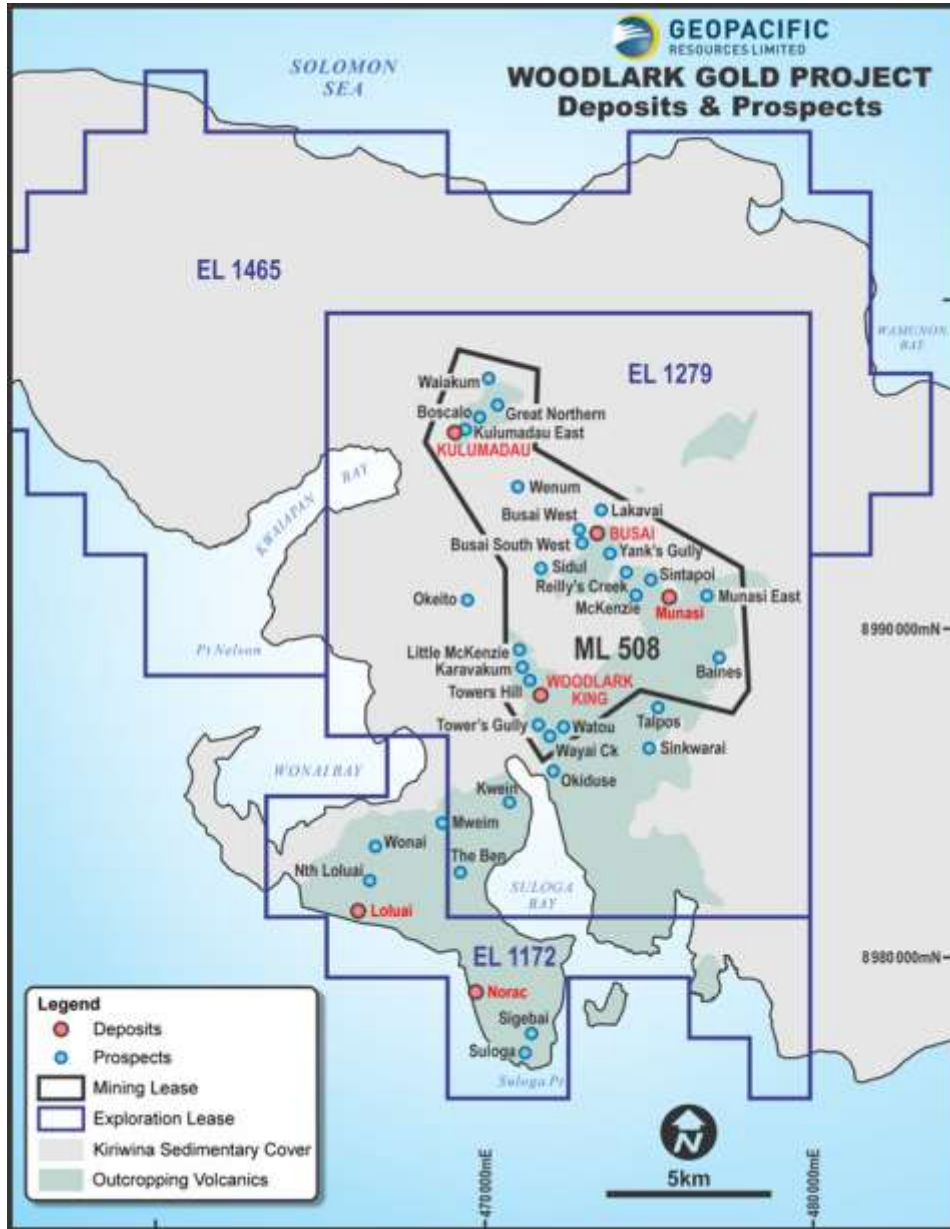 GEOPACIFIC
RESOURCES LIMITED
WOODLARK GOLD PROJECT
Deposits & Prospects
SOLOMON
SEA
EL 1465
WAMUNON
BAY
EL 1279
Waiakum
Boscalo
Great Northern
Kulumadau East
KULUMADAU
KWAIAPAN BAY
Wenum
Lakavai
Busai West
BUSAI
Busai South West
Yank's Gully
Sidul
Sintapoi
Reilly's Creek
Munasi East
Okeito
McKenzie
Munasi
8 990 000mN
Pt Nelson
Little McKenzie
ML 508
Karavakum
Baines
WOODLARK
KING
Towers Hill
Talpos
Tower's Gully
Watou
Wayai Ck
Sinkwarai
WONAI BAY
Okiduse
Kwein
Mweim
Wonai
The Ben
Nth Loluai
SULOGA
BAY
Loluai
EL 1172
8 980 000mN
Norac
Sigebai
Suloga
Suloga Pt
Legend
Deposits
Prospects
Mining Lease
Exploration Lease
Kiriwina Sedimentary Cover
Outcropping Volcanics
N
5km
470 000mE
480 000mE